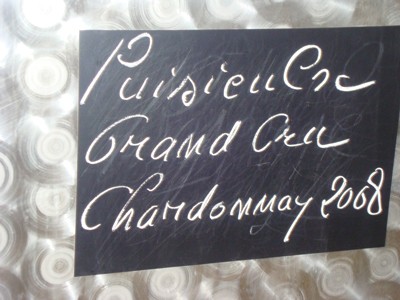 Puisieulx
Grand Cru
Chardonnay 2008